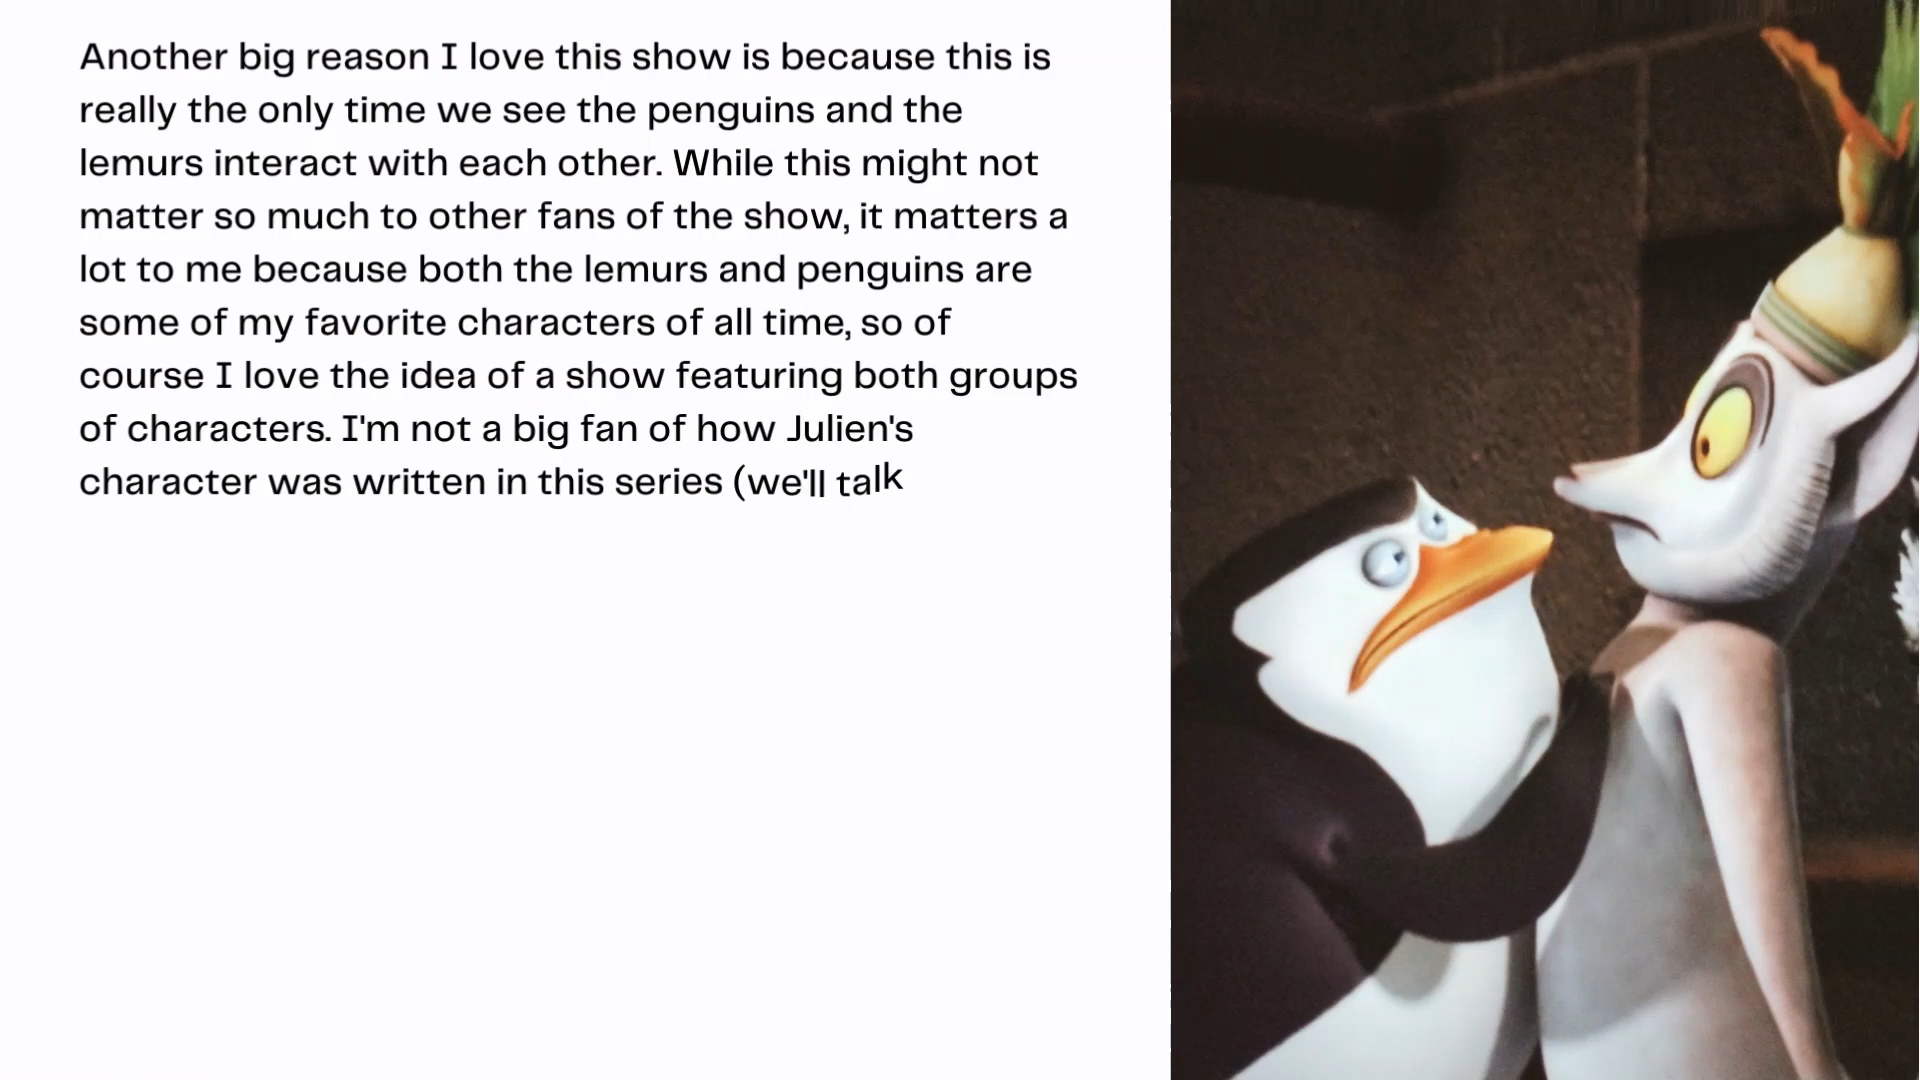 Another big reason I love this show is because this is
really the only time we see the penguins and the
lemurs interact with each other. While this might not
matter so much to other fans of the show, it matters a
lot to me because both the lemurs and penguins are
some of my favorite characters of all time, so of
course I love the idea of a show featuring both groups
of characters. I'm not a big fan of how Julien's
character was written in this series (we'll talk